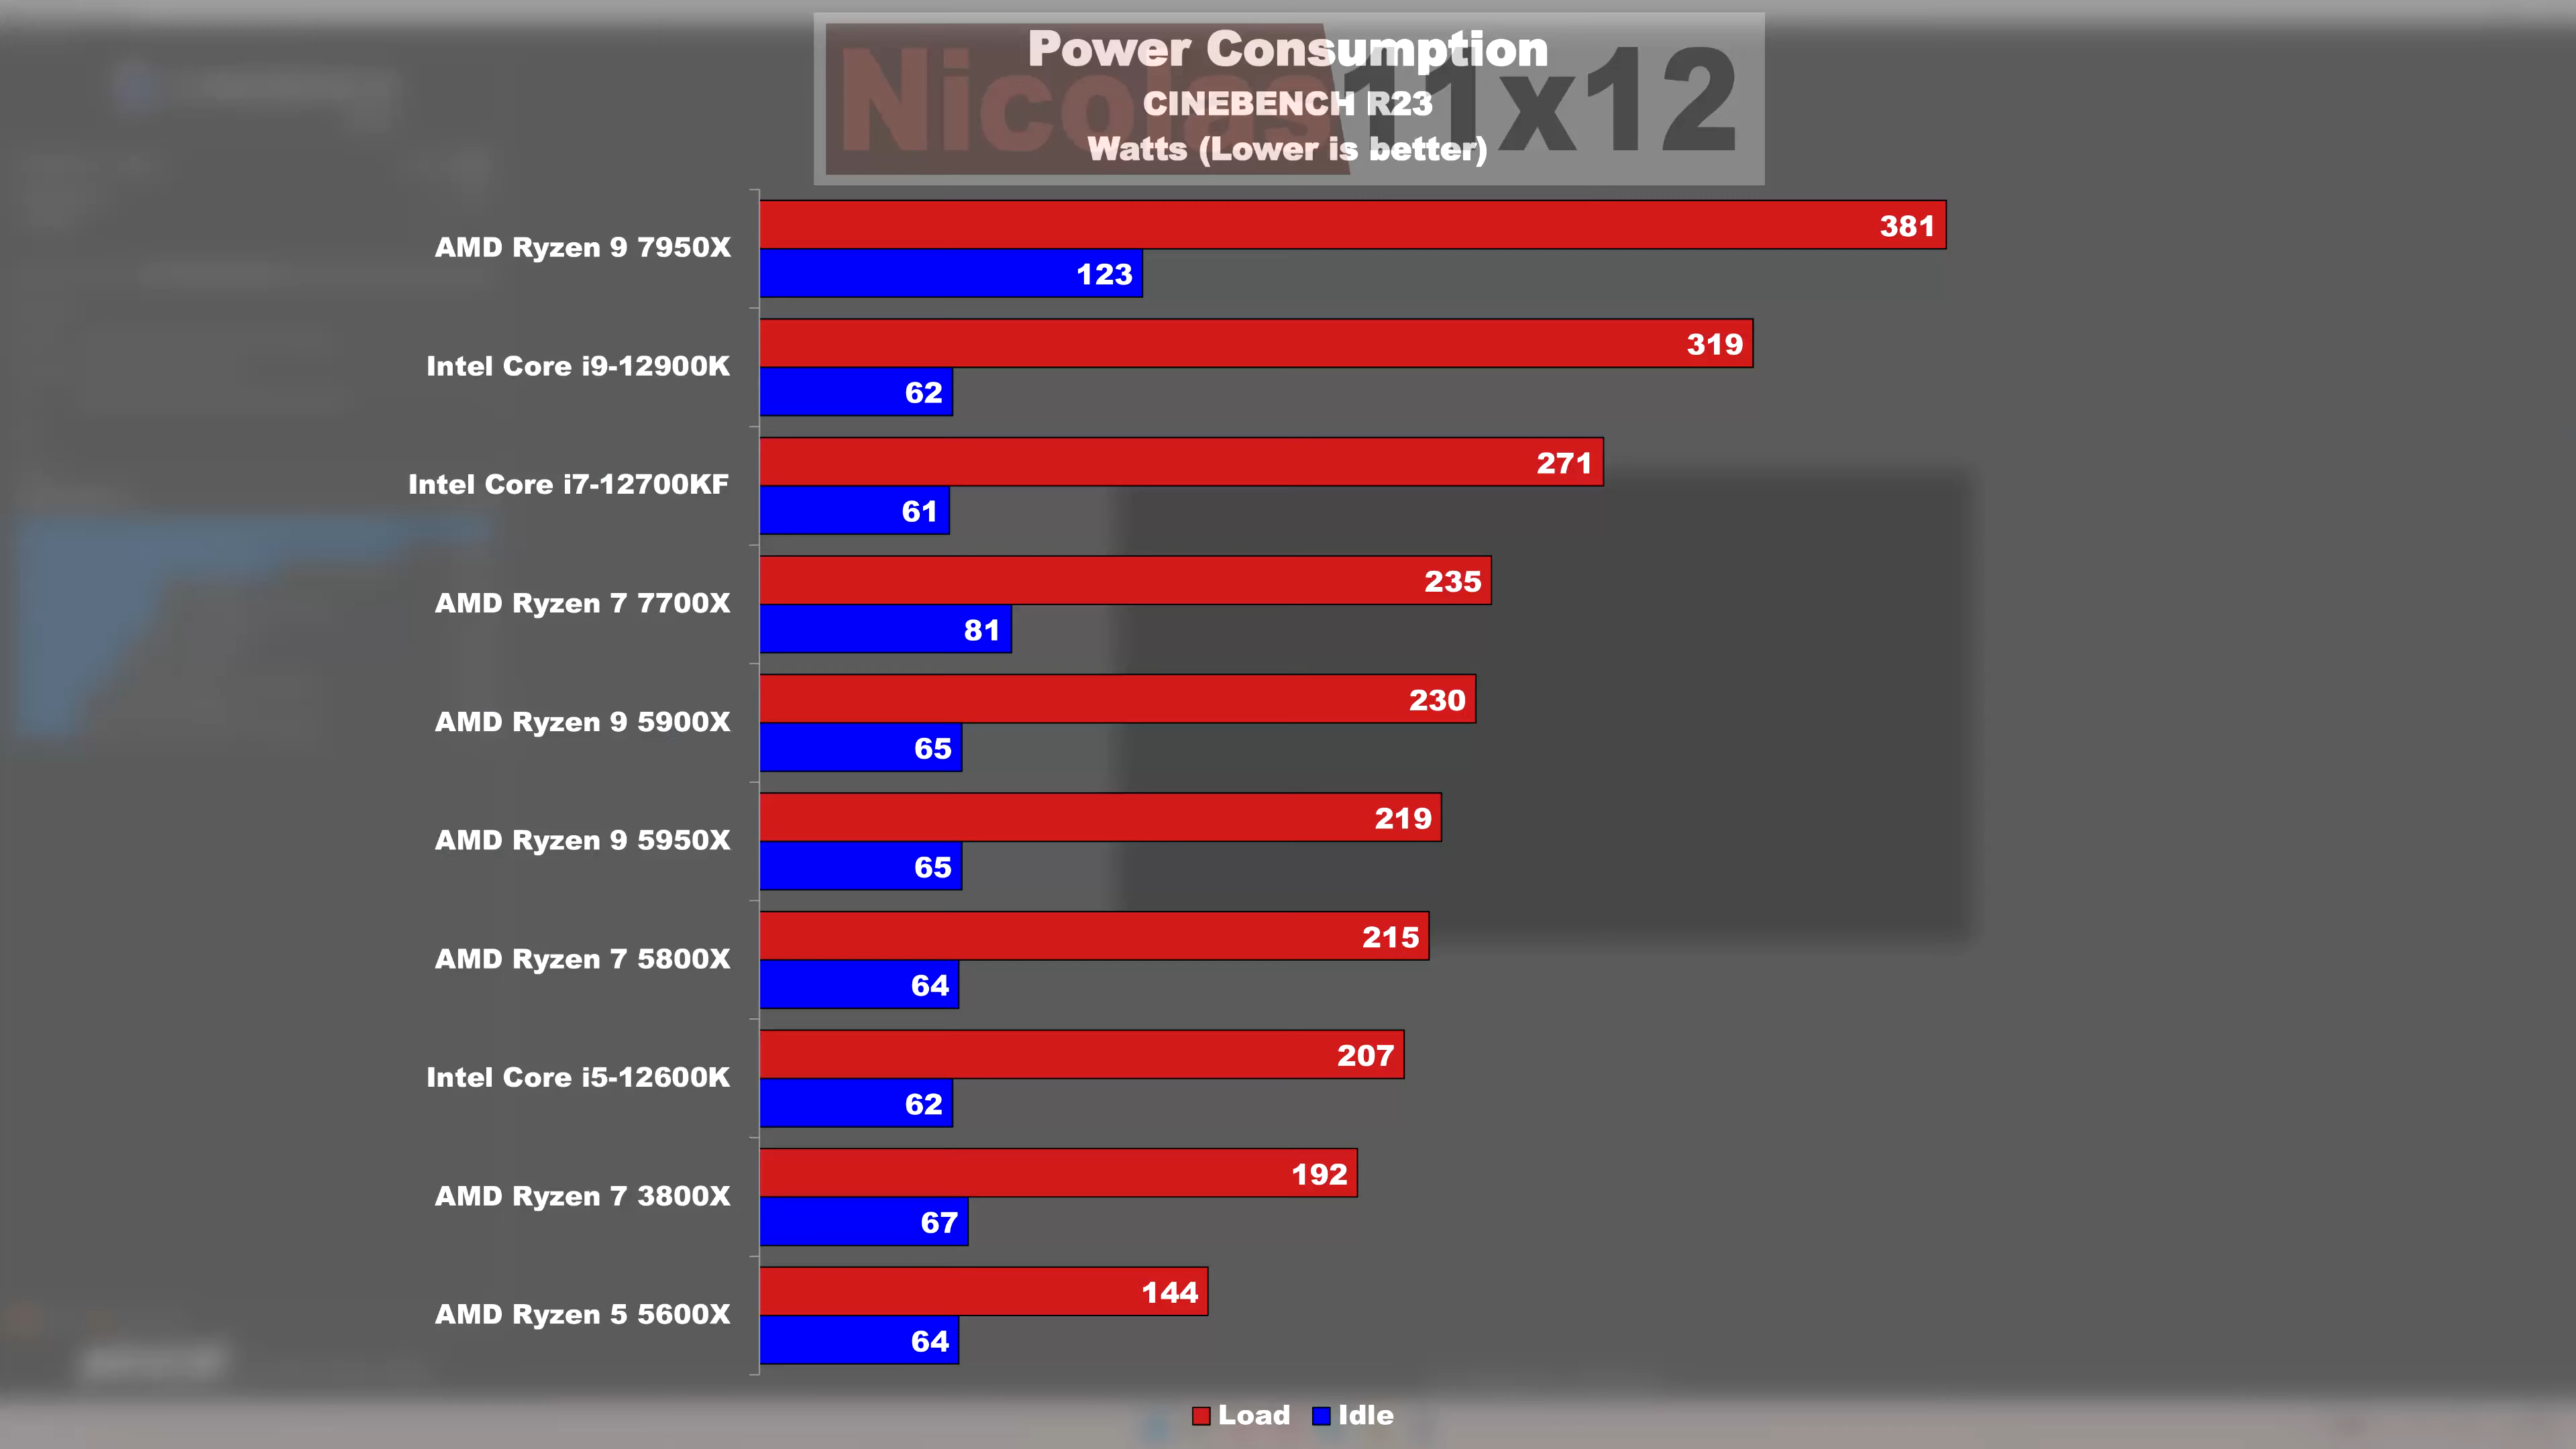 Nicolas11x12
Power Consumption
CINEBENCH R23
Watts (Lower is better)
AMD Ryzen 9 7950X
381
123
Intel Core i9-12900K
319
62
Intel Core i7-12700KF
271
61
AMD Ryzen 7 7700X
235
81
AMD Ryzen 9 5900X
230
65
AMD Ryzen 9 5950X
219
65
AMD Ryzen 7 5800X
215
64
Intel Core i5-12600K
207
62
AMD Ryzen 7 3800X
192
67
AMD Ryzen 5 5600X
144
64
Load Idle